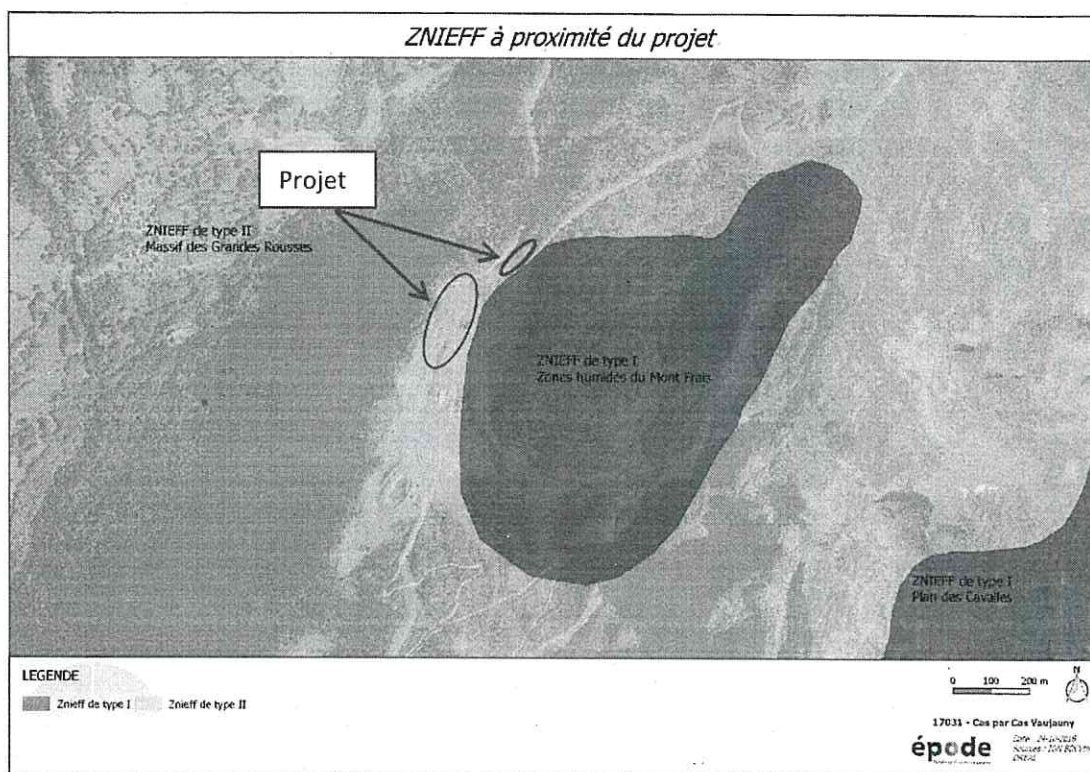 ZNIEFF à proximité du projet
Projet
ZNIEFF de type II
Massif des Grandes Rousses
ZNIEFF de type I
Zones humides du Mont Frais
ZNIEFF de type I
Plan des Cavalles
LEGENDE
Znieff de type I
Znieff de type II
0 100 200 m
N
17031 - Cas par Cas Vaujauny
épode